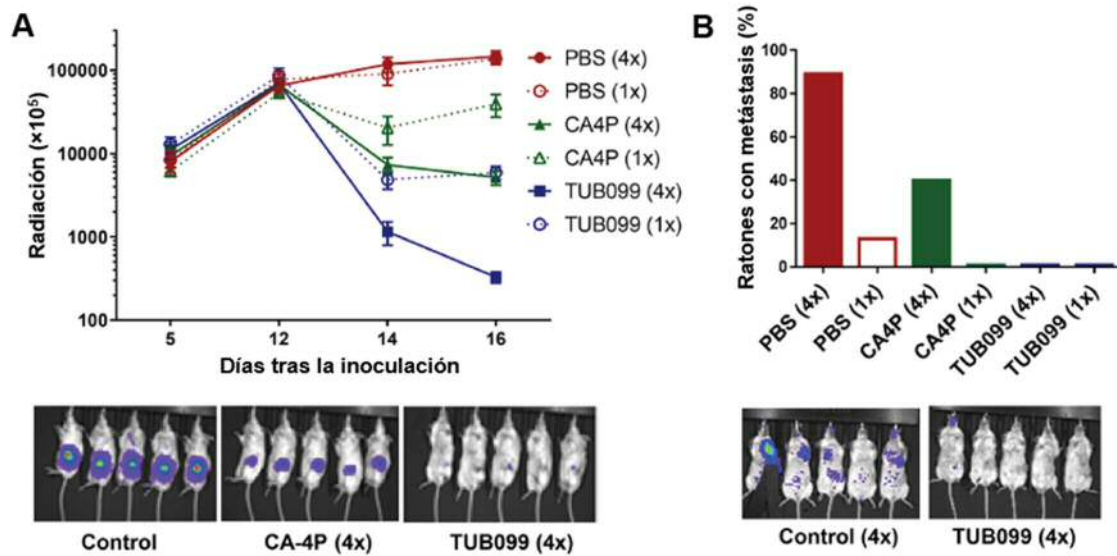 A
Radiación (×10⁵)
100000
10000
1000
100
5
12
14
16
Días tras la inoculación
PBS (4x)
PBS (1x)
CA4P (4x)
CA4P (1x)
TUB099 (4x)
TUB099 (1x)
Control
CA-4P (4x)
TUB099 (4x)
B
Ratones con metástasis (%)
100
80
60
40
20
0
PBS (4x)
PBS (1x)
CA4P (4x)
CA4P (1x)
TUB099 (4x)
TUB099 (1x)
Control (4x)
TUB099 (4x)